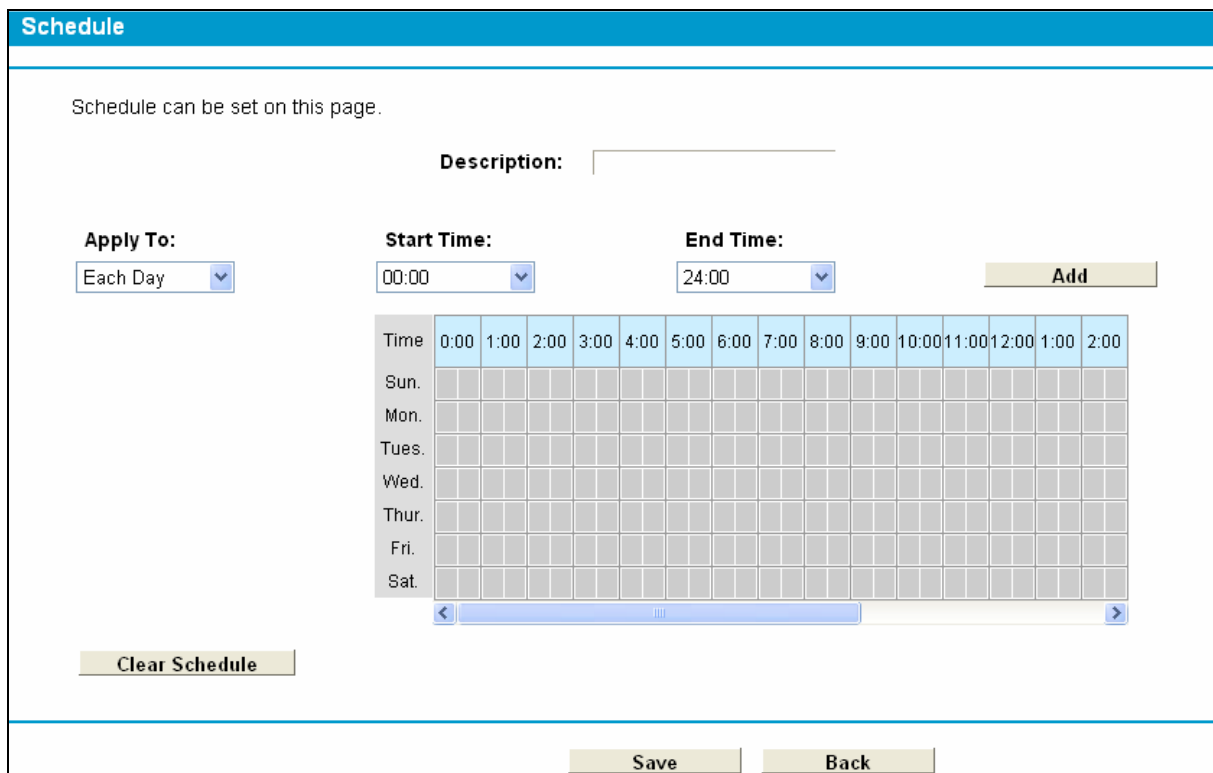 Schedule
Schedule can be set on this page.
Description:
Apply To: Start Time: End Time:
Each Day 00:00 24:00 Add
Time 0:00 1:00 2:00 3:00 4:00 5:00 6:00 7:00 8:00 9:00 10:00 11:00 12:00 1:00 2:00
Sun.
Mon.
Tues.
Wed.
Thur.
Fri.
Sat.
Clear Schedule
Save Back